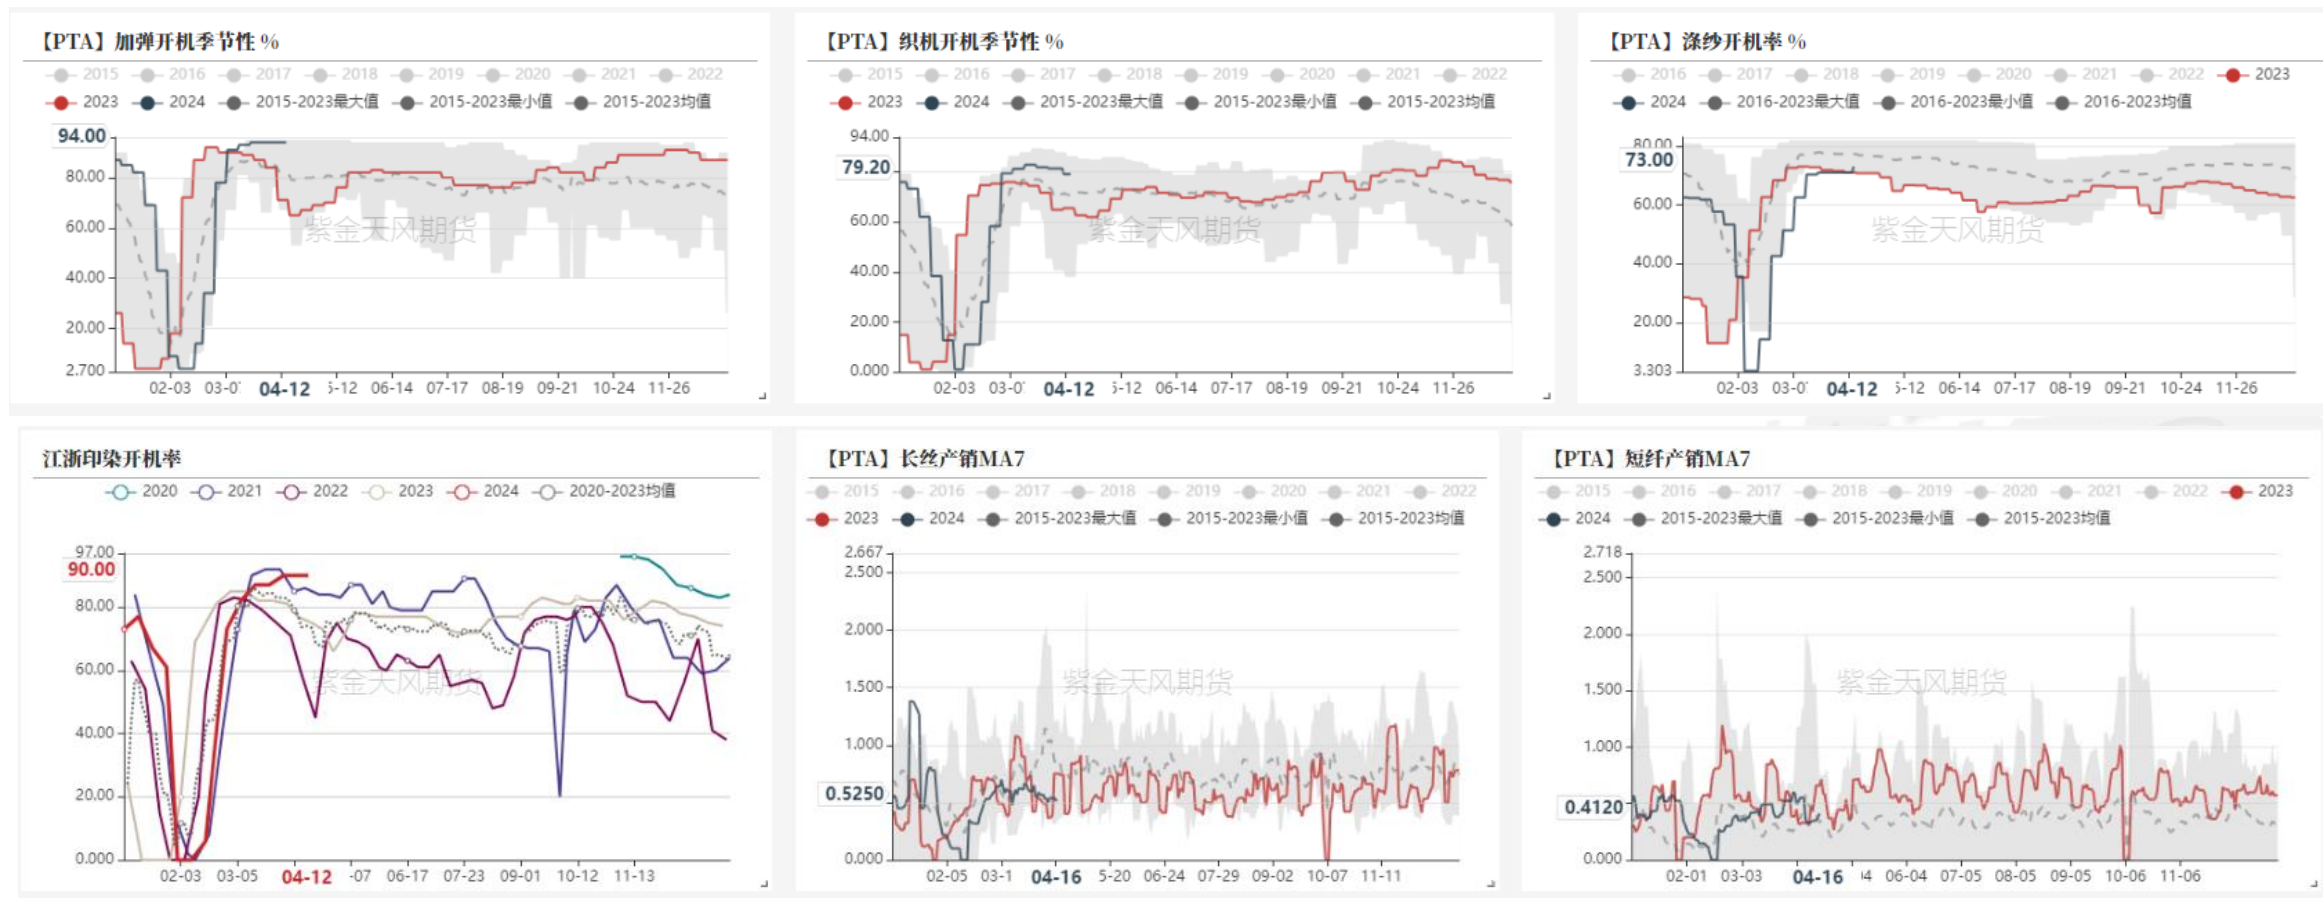 【PTA】加弹开机季节性 %
2015 2016 2017 2018 2019 2020 2021 2022
2023 2024 2015-2023最大值 2015-2023最小值 2015-2023均值
94.00
80.00
60.00
40.00
20.00
2.700
02-03 03-0 04-12 5-12 06-14 07-17 08-19 09-21 10-24 11-26
紫金天风期货
【PTA】织机开机季节性 %
2015 2016 2017 2018 2019 2020 2021 2022
2023 2024 2015-2023最大值 2015-2023最小值 2015-2023均值
94.00
79.20
60.00
40.00
20.00
0.000
02-03 03-0 04-12 5-12 06-14 07-17 08-19 09-21 10-24 11-26
紫金天风期货
【PTA】涤纱开机率 %
2016 2017 2018 2019 2020 2021 2022 2023
2024 2016-2023最大值 2016-2023最小值 2016-2023均值
80.00
73.00
60.00
40.00
20.00
3.303
02-03 03-0 04-12 5-12 06-14 07-17 08-19 09-21 10-24 11-26
紫金天风期货
江浙印染开机率
2020 2021 2022 2023 2024 2020-2023均值
97.00
90.00
80.00
60.00
40.00
20.00
0.000
02-03 03-05 04-12 -07 06-17 07-23 09-01 10-12 11-13
紫金天风期货
【PTA】长丝产销MA7
2015 2016 2017 2018 2019 2020 2021 2022
2023 2024 2015-2023最大值 2015-2023最小值 2015-2023均值
2.667
2.500
2.000
1.500
1.000
0.5250
0.000
02-05 03-1 04-16 5-20 06-24 07-29 09-02 10-07 11-11
紫金天风期货
【PTA】短纤产销MA7
2015 2016 2017 2018 2019 2020 2021 2022 2023
2024 2015-2023最大值 2015-2023最小值 2015-2023均值
2.718
2.500
2.000
1.500
1.000
0.4120
0.000
02-01 03-03 04-16 4 06-04 07-05 08-05 09-05 10-06 11-06
紫金天风期货